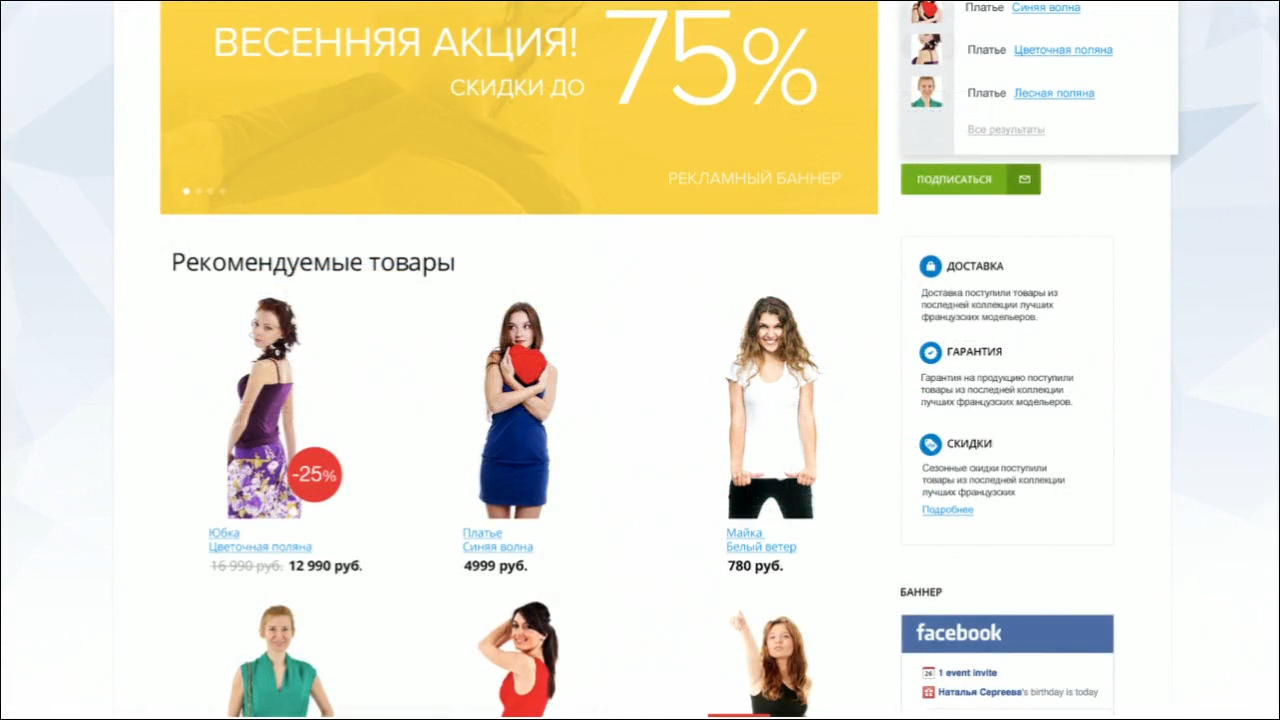 ВЕСЕННЯЯ АКЦИЯ!
СКИДКИ ДО
75%
РЕКЛАМНЫЙ БАННЕР
Платье Синяя волна
Платье Цветочная поляна
Платье Лесная поляна
Все результаты
ПОДПИСАТЬСЯ
Рекомендуемые товары
-25%
Юбка
Цветочная поляна
16 990 руб. 12 990 руб.
Платье
Синяя волна
4999 руб.
Майка
Белый ветер
780 руб.
ДОСТАВКА
Доставка поступили товары из
последней коллекции лучших
французских модельеров.
ГАРАНТИЯ
Гарантия на продукцию поступили
товары из последней коллекции
лучших французских модельеров.
СКИДКИ
Сезонные скидки поступили
товары из последней коллекции
лучших французских
Подробнее
БАННЕР
facebook
26 1 event invite
Наталья Сергеева's birthday is today